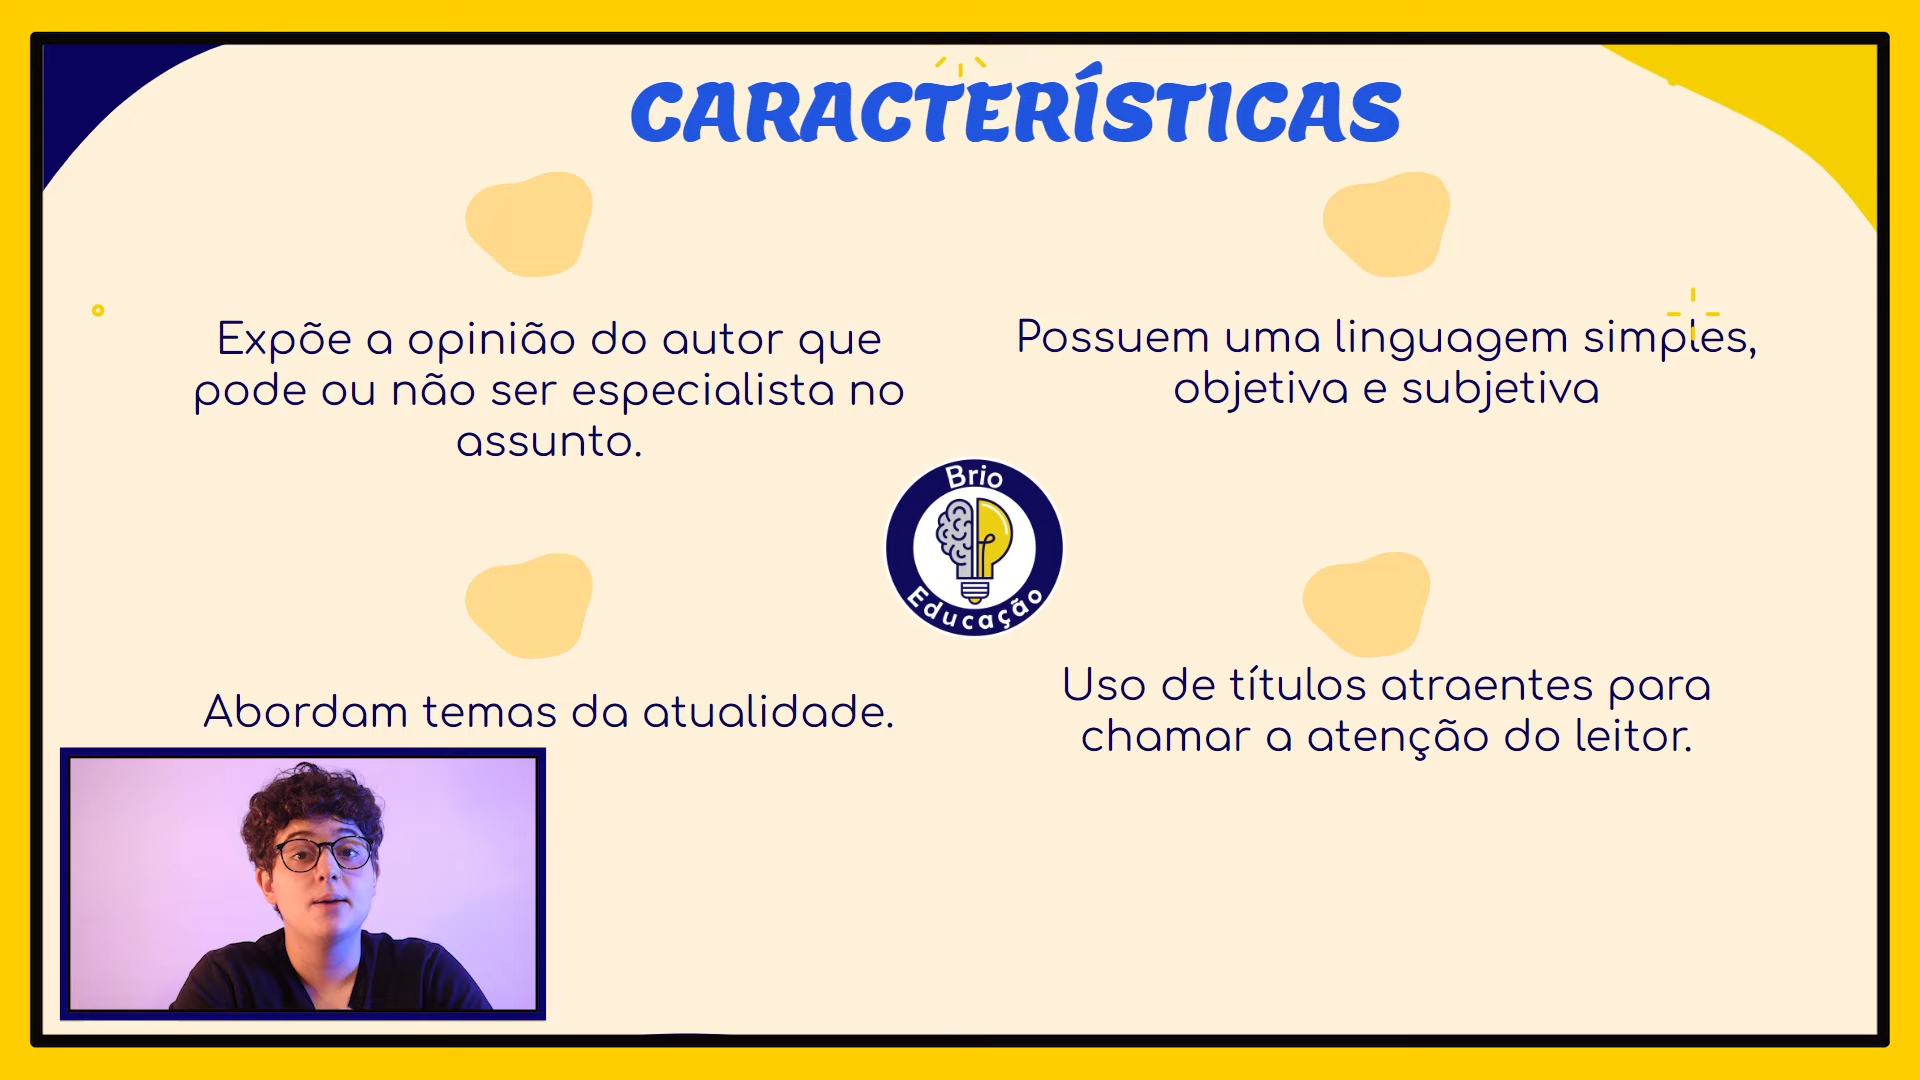 CARACTERÍSTICAS
Expõe a opinião do autor que
pode ou não ser especialista no
assunto.
Possuem uma linguagem simples,
objetiva e subjetiva
Brio
Educação
Abordam temas da atualidade.
Uso de títulos atraentes para
chamar a atenção do leitor.